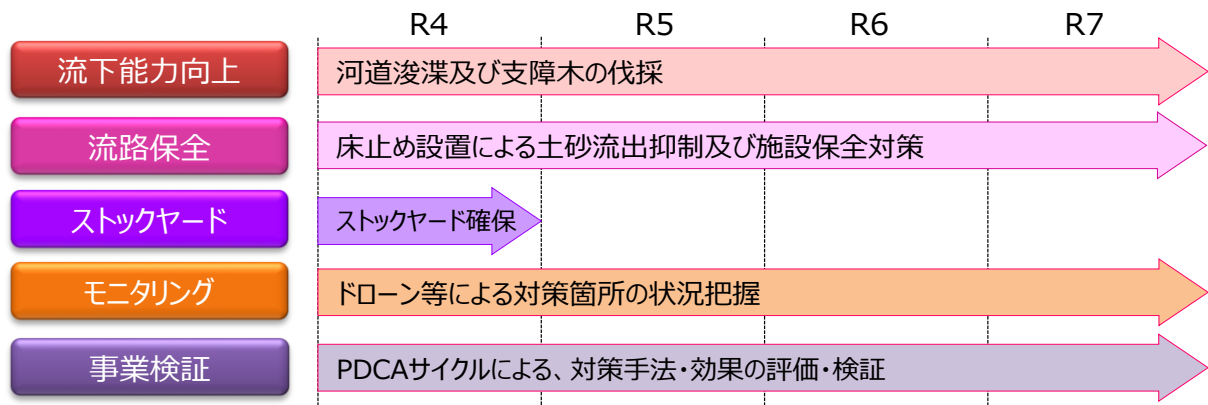 R4 R5 R6 R7
流下能力向上 河道浚渫及び支障木の伐採
流路保全 床止め設置による土砂流出抑制及び施設保全対策
ストックヤード ストックヤード確保
モニタリング ドローン等による対策箇所の状況把握
事業検証 PDCAサイクルによる、対策手法・効果の評価・検証